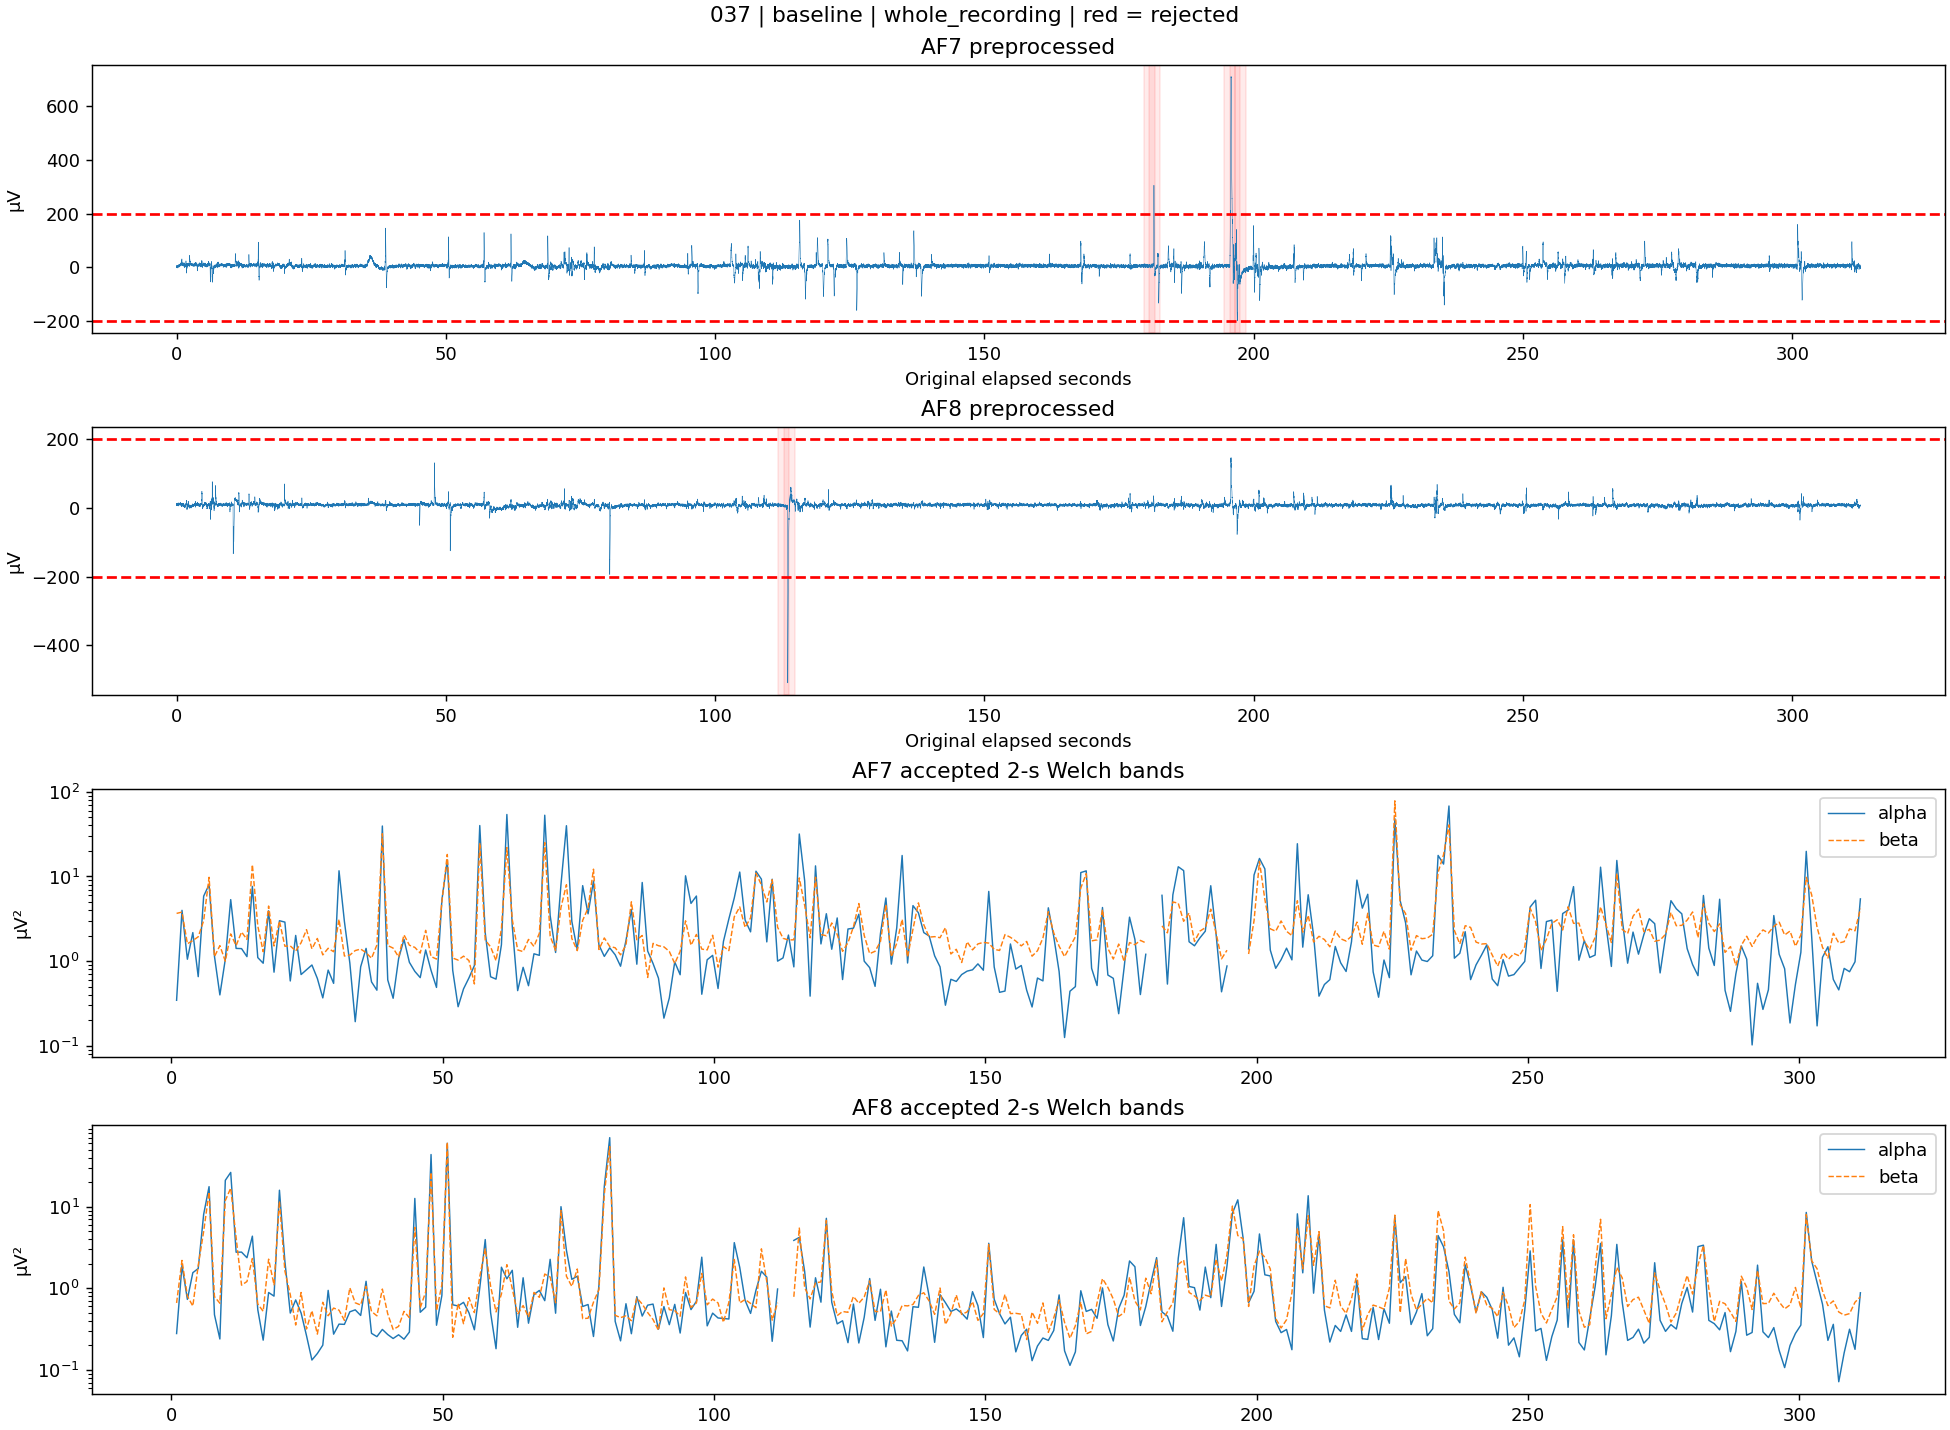 037 | baseline | whole_recording | red = rejected
AF7 preprocessed
µV
600
400
200
0
−200
0 50 100 150 200 250 300
Original elapsed seconds
AF8 preprocessed
µV
200
0
−200
−400
0 50 100 150 200 250 300
Original elapsed seconds
AF7 accepted 2-s Welch bands
µV²
10²
10¹
10⁰
10⁻¹
alpha
beta
0 50 100 150 200 250 300
AF8 accepted 2-s Welch bands
µV²
10¹
10⁰
10⁻¹
alpha
beta
0 50 100 150 200 250 300